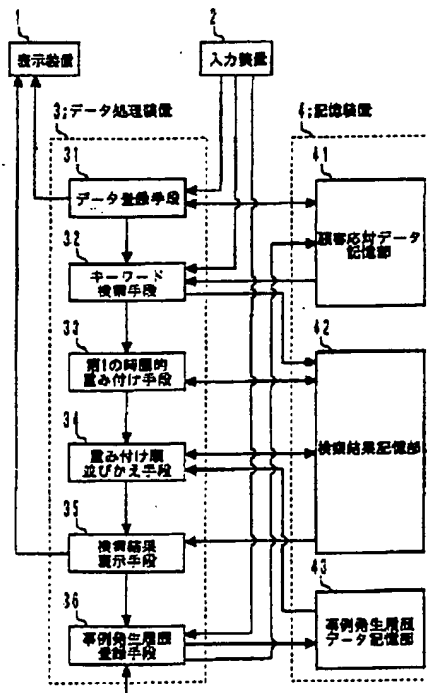 1
表示装置
2
入力装置
3;データ処理装置
31
データ登録手段
32
キーワード
検索手段
33
第1の時間的
重み付け手段
34
重み付け順
並びかえ手段
35
検索結果
表示手段
36
事例発生履歴
登録手段
4;記憶装置
41
顧客応対データ
記憶部
42
検索結果記憶部
43
事例発生履歴
データ記憶部